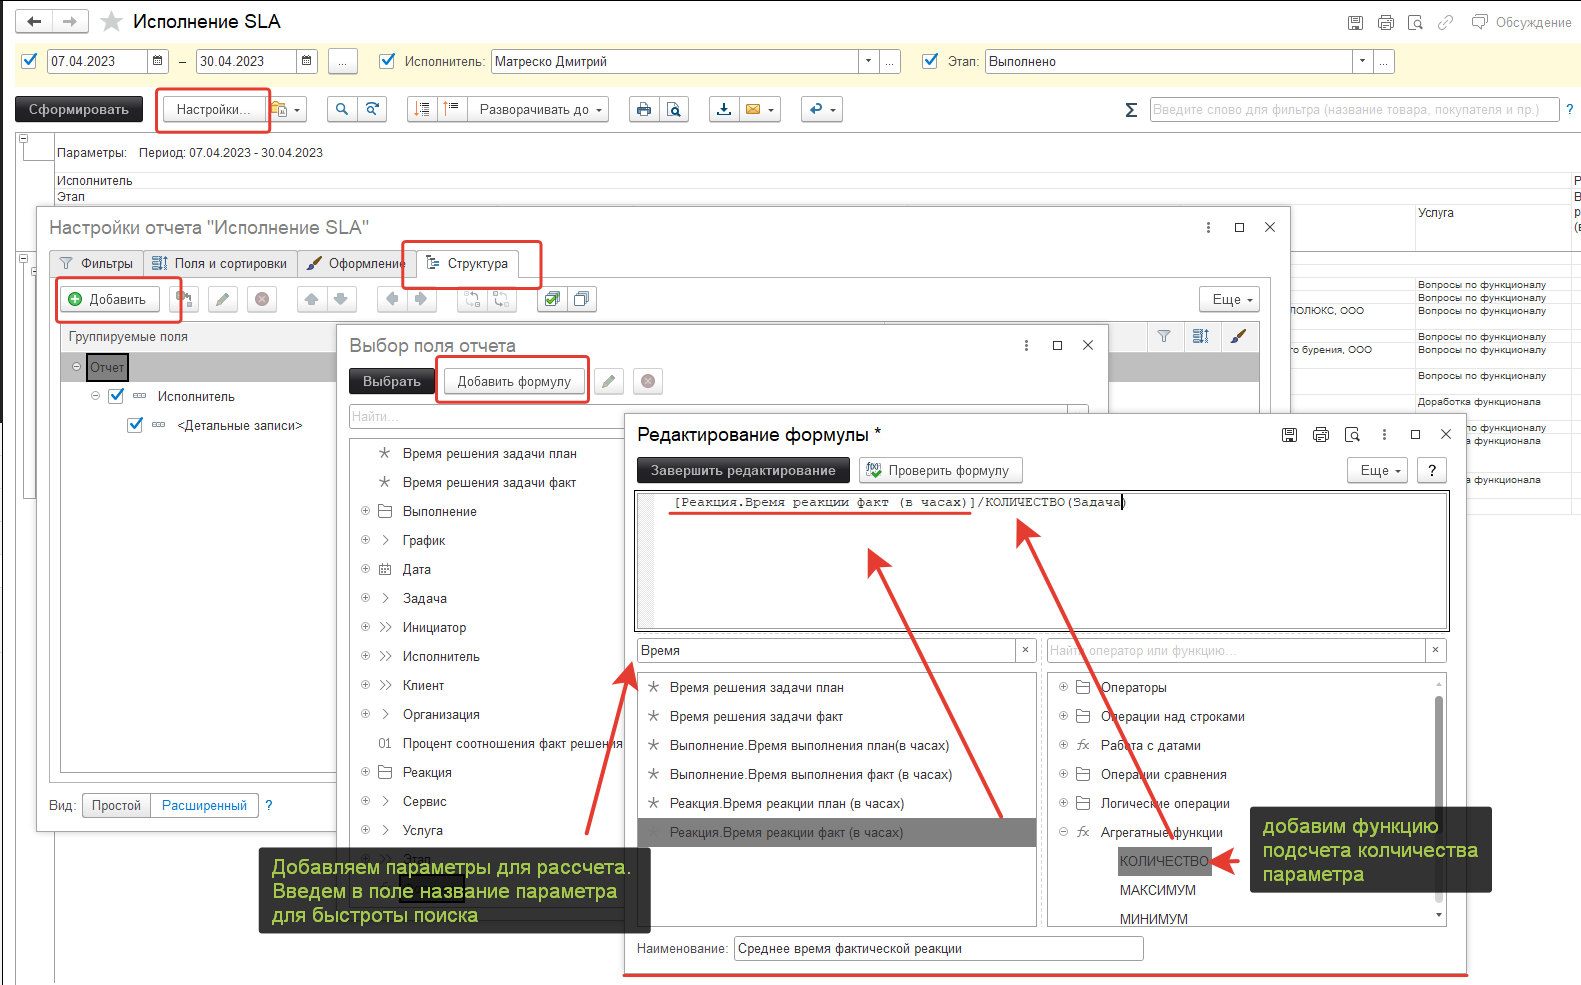 Исполнение SLA
Обсуждение
07.04.2023 – 30.04.2023 ... Исполнитель: Матреско Дмитрий ... Этап: Выполнено ...
Сформировать Настройки... Разворачивать до Σ Введите слово для фильтра (название товара, покупателя и пр.) ?
Параметры: Период: 07.04.2023 - 30.04.2023
Исполнитель
Этап
Услуга
Вопросы по функционалу
Вопросы по функционалу
ЛОЛЮКС, ООО Вопросы по функционалу
Вопросы по функционалу
го бурения, ООО Вопросы по функционалу
Вопросы по функционалу
Доработка функционала
по функционалу
а функционала
а функционала
Настройки отчета "Исполнение SLA"
Фильтры Поля и сортировки Оформление Структура
Добавить Еще
Группируемые поля
Отчет
Исполнитель
<Детальные записи>
Вид: Простой Расширенный ?
Выбор поля отчета
Выбрать Добавить формулу
Найти...
Время решения задачи план
Время решения задачи факт
Выполнение
График
Дата
Задача
Инициатор
Исполнитель
Клиент
Организация
01 Процент соотношения факт решения
Реакция
Сервис
Услуга
Этап
Редактирование формулы *
Завершить редактирование Проверить формулу Еще ?
[Реакция.Время реакции факт (в часах)]/КОЛИЧЕСТВО(Задача)
Время
Найти оператор или функцию...
Время решения задачи план
Время решения задачи факт
Выполнение.Время выполнения план(в часах)
Выполнение.Время выполнения факт (в часах)
Реакция.Время реакции план (в часах)
Реакция.Время реакции факт (в часах)
Операторы
Операции над строками
Работа с датами
Операции сравнения
Логические операции
Агрегатные функции
КОЛИЧЕСТВО
МАКСИМУМ
МИНИМУМ
Наименование: Среднее время фактической реакции
Добавляем параметры для рассчета.
Введем в поле название параметра
для быстроты поиска
добавим функцию
подсчета колчичества
параметра